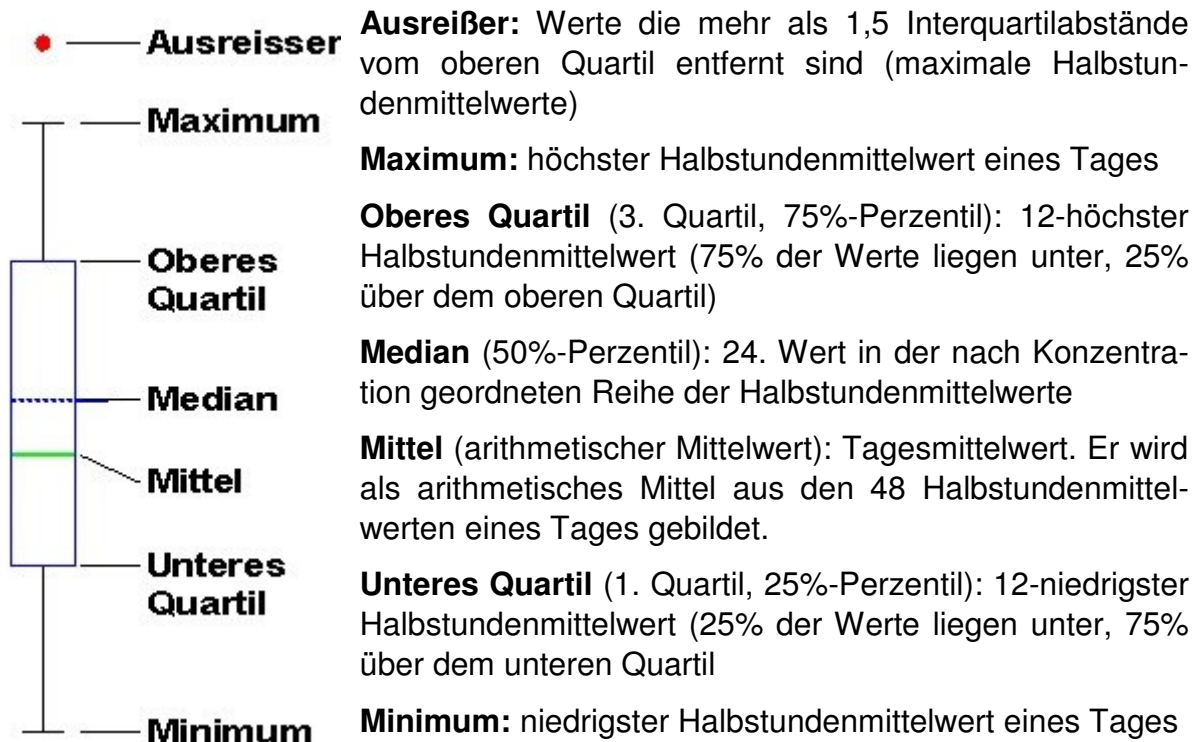 Ausreisser
Maximum
Oberes
Quartil
Median
Mittel
Unteres
Quartil
Minimum
Ausreißer: Werte die mehr als 1,5 Interquartilabstände
vom oberen Quartil entfernt sind (maximale Halbstun-
denmittelwerte)
Maximum: höchster Halbstundenmittelwert eines Tages
Oberes Quartil (3. Quartil, 75%-Perzentil): 12-höchster
Halbstundenmittelwert (75% der Werte liegen unter, 25%
über dem oberen Quartil)
Median (50%-Perzentil): 24. Wert in der nach Konzentra-
tion geordneten Reihe der Halbstundenmittelwerte
Mittel (arithmetischer Mittelwert): Tagesmittelwert. Er wird
als arithmetisches Mittel aus den 48 Halbstundenmittel-
werten eines Tages gebildet.
Unteres Quartil (1. Quartil, 25%-Perzentil): 12-niedrigster
Halbstundenmittelwert (25% der Werte liegen unter, 75%
über dem unteren Quartil
Minimum: niedrigster Halbstundenmittelwert eines Tages